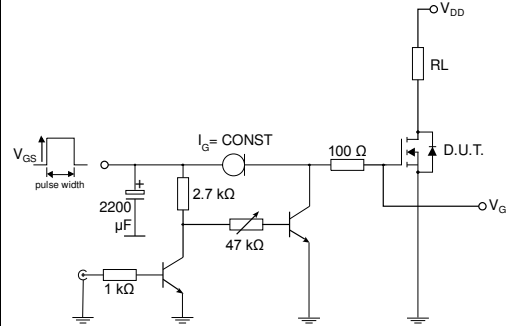 V_DD
RL
I_G= CONST
V_GS
100 Ω
D.U.T.
pulse width
+
2.7 kΩ
2200
µF
V_G
47 kΩ
1 kΩ